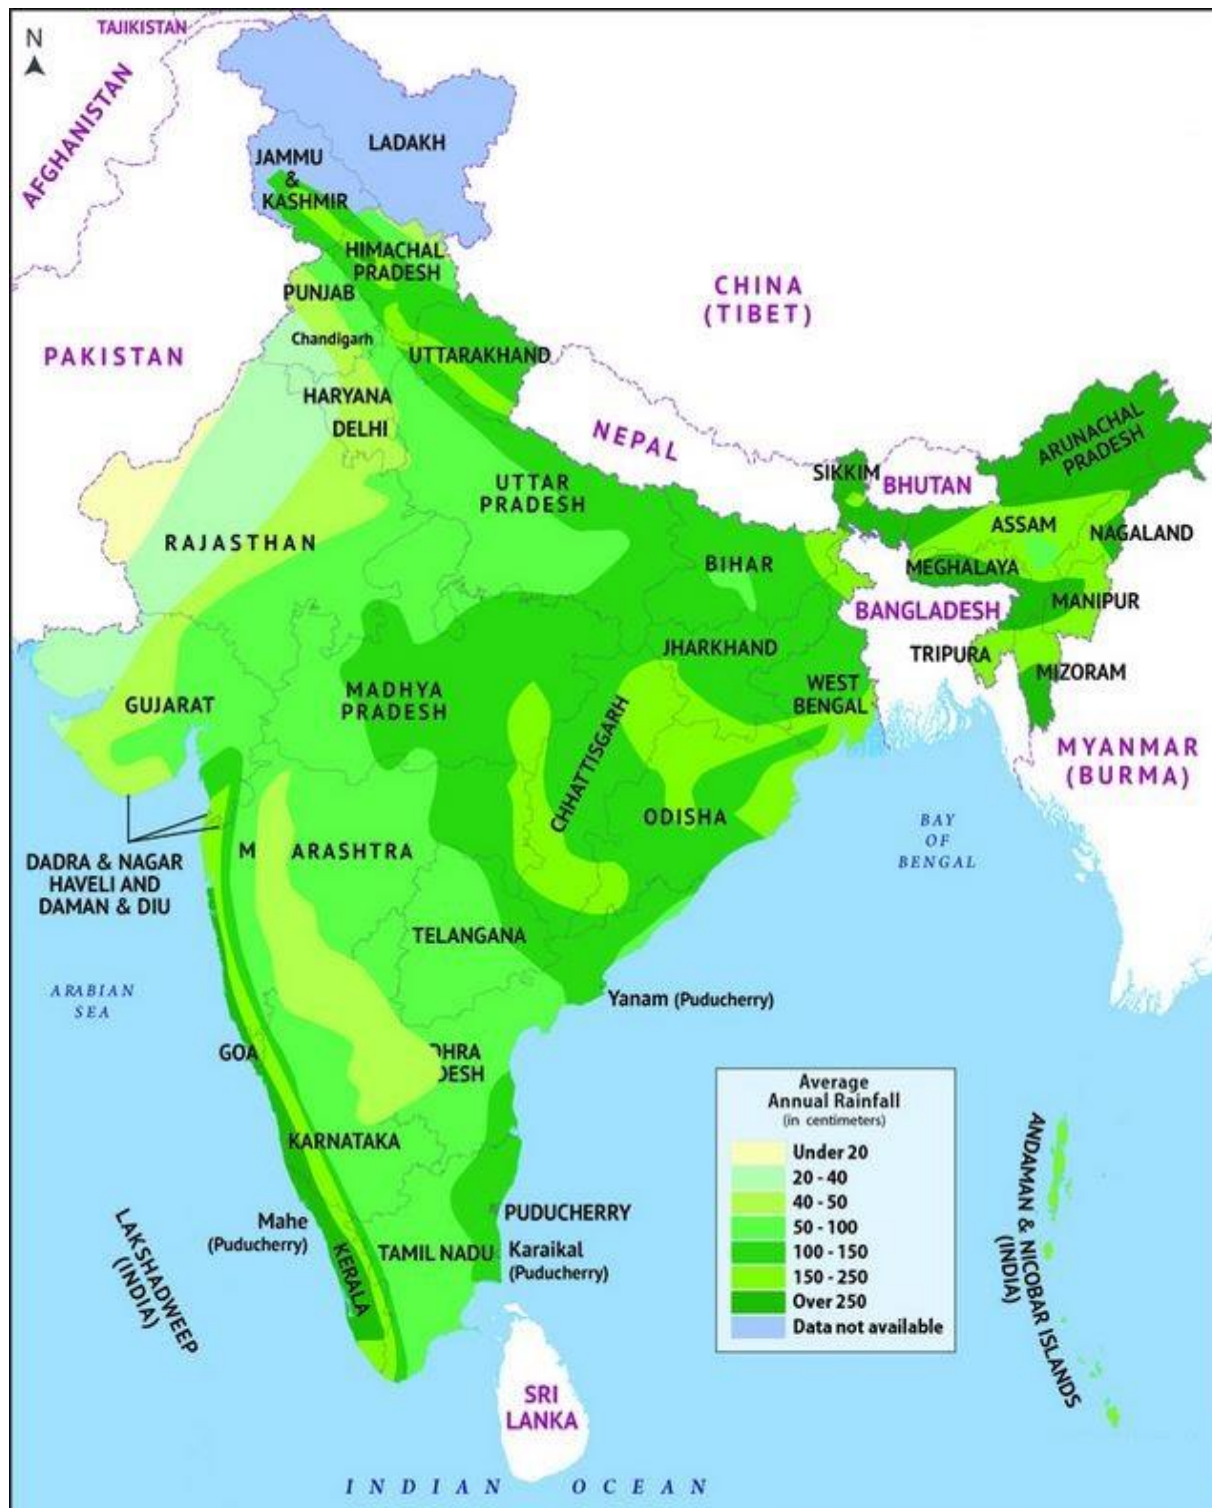 N
TAJIKISTAN
AFGHANISTAN
LADAKH
JAMMU
&
KASHMIR
HIMACHAL
PRADESH
PUNJAB
CHINA
(TIBET)
Chandigarh
PAKISTAN
UTTARAKHAND
HARYANA
DELHI
NEPAL
ARUNACHAL
PRADESH
SIKKIM
BHUTAN
UTTAR
PRADESH
ASSAM
NAGALAND
RAJASTHAN
BIHAR
MEGHALAYA
MANIPUR
BANGLADESH
JHARKHAND
TRIPURA
MIZORAM
GUJARAT
MADHYA
PRADESH
WEST
BENGAL
CHHATTISGARH
MYANMAR
(BURMA)
ODISHA
BAY
OF
BENGAL
M ARASHTRA
DADRA & NAGAR
HAVELI AND
DAMAN & DIU
TELANGANA
ARABIAN
SEA
Yanam (Puducherry)
GOA
DHRA
DESH
KARNATAKA
Average
Annual Rainfall
(in centimeters)
Under 20
20 - 40
40 - 50
50 - 100
100 - 150
150 - 250
Over 250
Data not available
ANDAMAN & NICOBAR ISLANDS
(INDIA)
LAKSHADWEEP
(INDIA)
Mahe
(Puducherry)
PUDUCHERRY
KERALA
TAMIL NADU
Karaikal
(Puducherry)
SRI
LANKA
INDIAN OCEAN